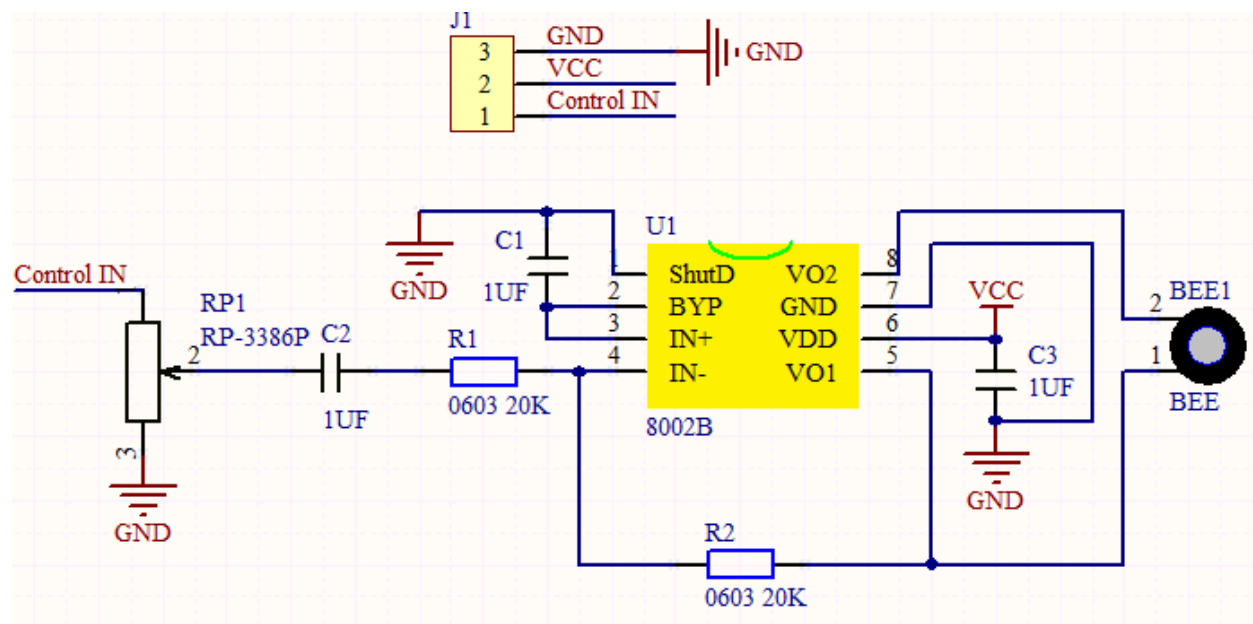 J1
3 GND
GND
2 VCC
1 Control IN
U1
C1
1UF
GND
1 ShutD
2 BYP
3 IN+
4 IN-
VO2 8
GND 7
VDD 6
VO1 5
8002B
Control IN
RP1
RP-3386P
2
3
GND
C2
1UF
R1
0603 20K
VCC
C3
1UF
GND
2 BEE1
1
BEE
R2
0603 20K